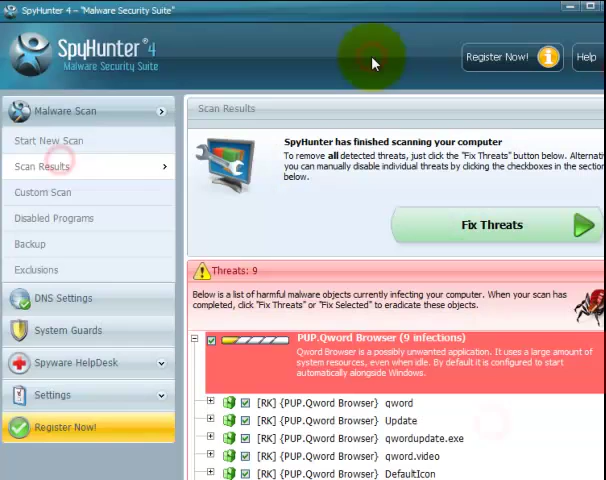 SpyHunter 4 – "Malware Security Suite"
SpyHunter® 4
Malware Security Suite
Register Now!
Help
Malware Scan
Start New Scan
Scan Results
Custom Scan
Disabled Programs
Backup
Exclusions
DNS Settings
System Guards
Spyware HelpDesk
Settings
Register Now!
Scan Results
SpyHunter has finished scanning your computer
To remove all detected threats, just click the "Fix Threats" button below. Alternati
you can manually disable individual threats by clicking the checkboxes in the section
below.
Fix Threats
Threats: 9
Below is a list of harmful malware objects currently infecting your computer. When your scan has
completed, click "Fix Threats" or "Fix Selected" to eradicate these objects.
PUP.Qword Browser (9 infections)
Qword Browser is a possibly unwanted application. It uses a large amount of
system resources, even when idle. By default it is configured to start
automatically alongside Windows.
[RK] {PUP.Qword Browser} qword
[RK] {PUP.Qword Browser} Update
[RK] {PUP.Qword Browser} qwordupdate.exe
[RK] {PUP.Qword Browser} qword.video
[RK] {PUP.Qword Browser} DefaultIcon